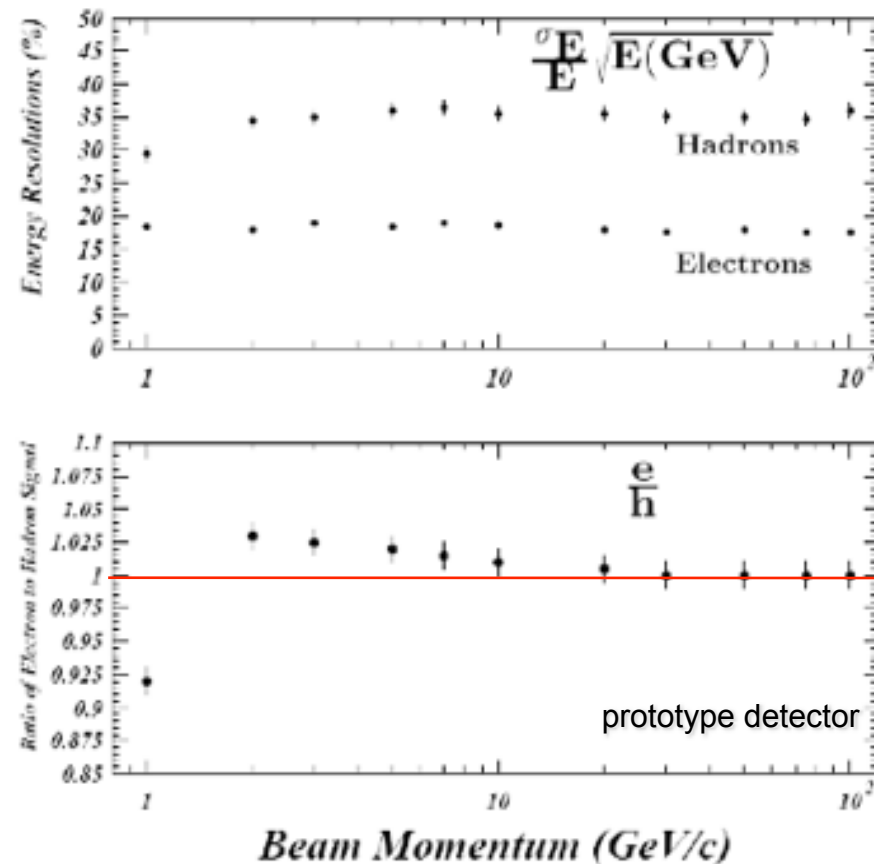 Energy Resolutions (%)
50
45
40
35
30
25
20
15
10
5
0
σE
E
√E(GeV)
Hadrons
Electrons
1
10
10²
Ratio of Electron to Hadron Signal
1.1
1.075
1.05
1.025
1
0.975
0.95
0.925
0.9
0.875
0.85
e
h
prototype detector
1
10
10²
Beam Momentum (GeV/c)